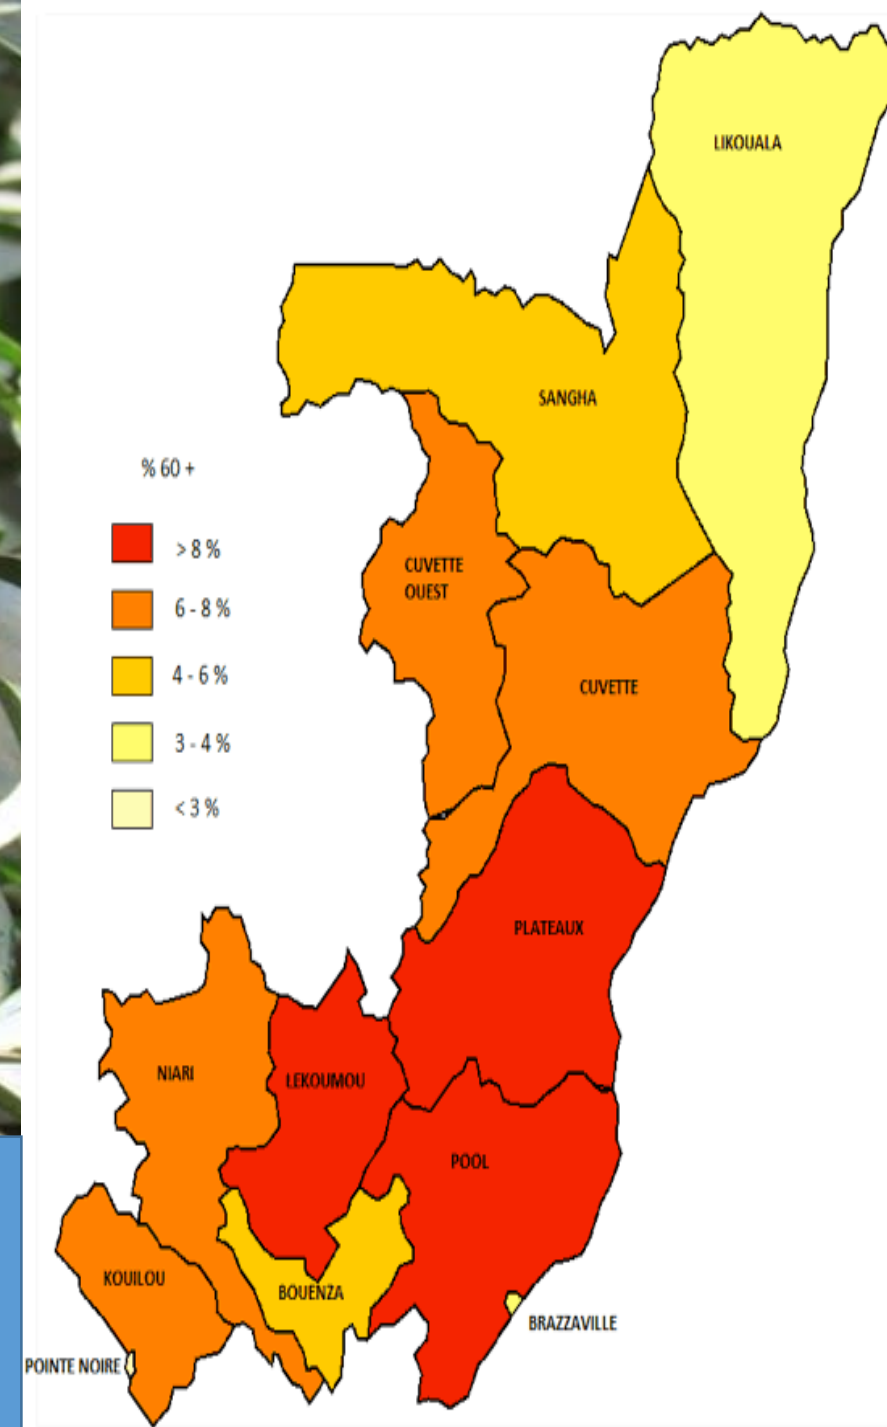 LIKOUALA
SANGHA
% 60 +
> 8 %
6 - 8 %
4 - 6 %
3 - 4 %
< 3 %
CUVETTE
OUEST
CUVETTE
PLATEAUX
NIARI
LEKOUMOU
POOL
KOUILOU
BOUENZA
BRAZZAVILLE
POINTE NOIRE